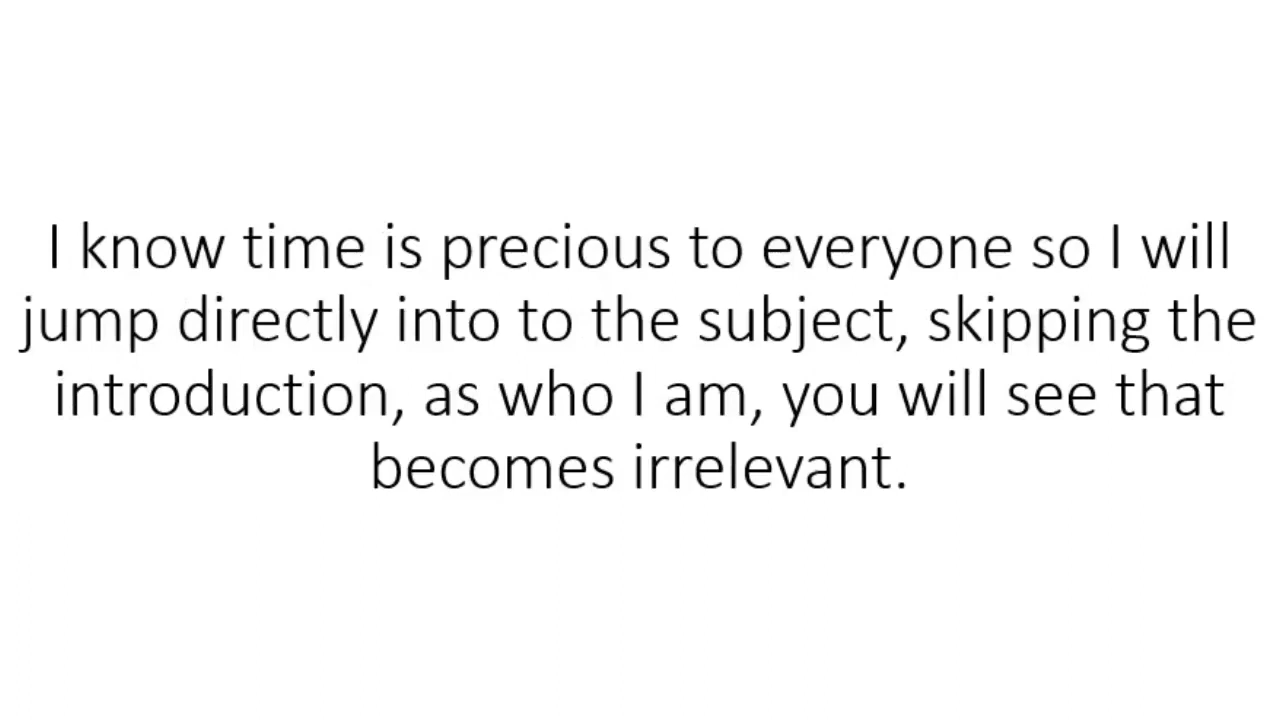 I know time is precious to everyone so I will
jump directly into to the subject, skipping the
introduction, as who I am, you will see that
becomes irrelevant.